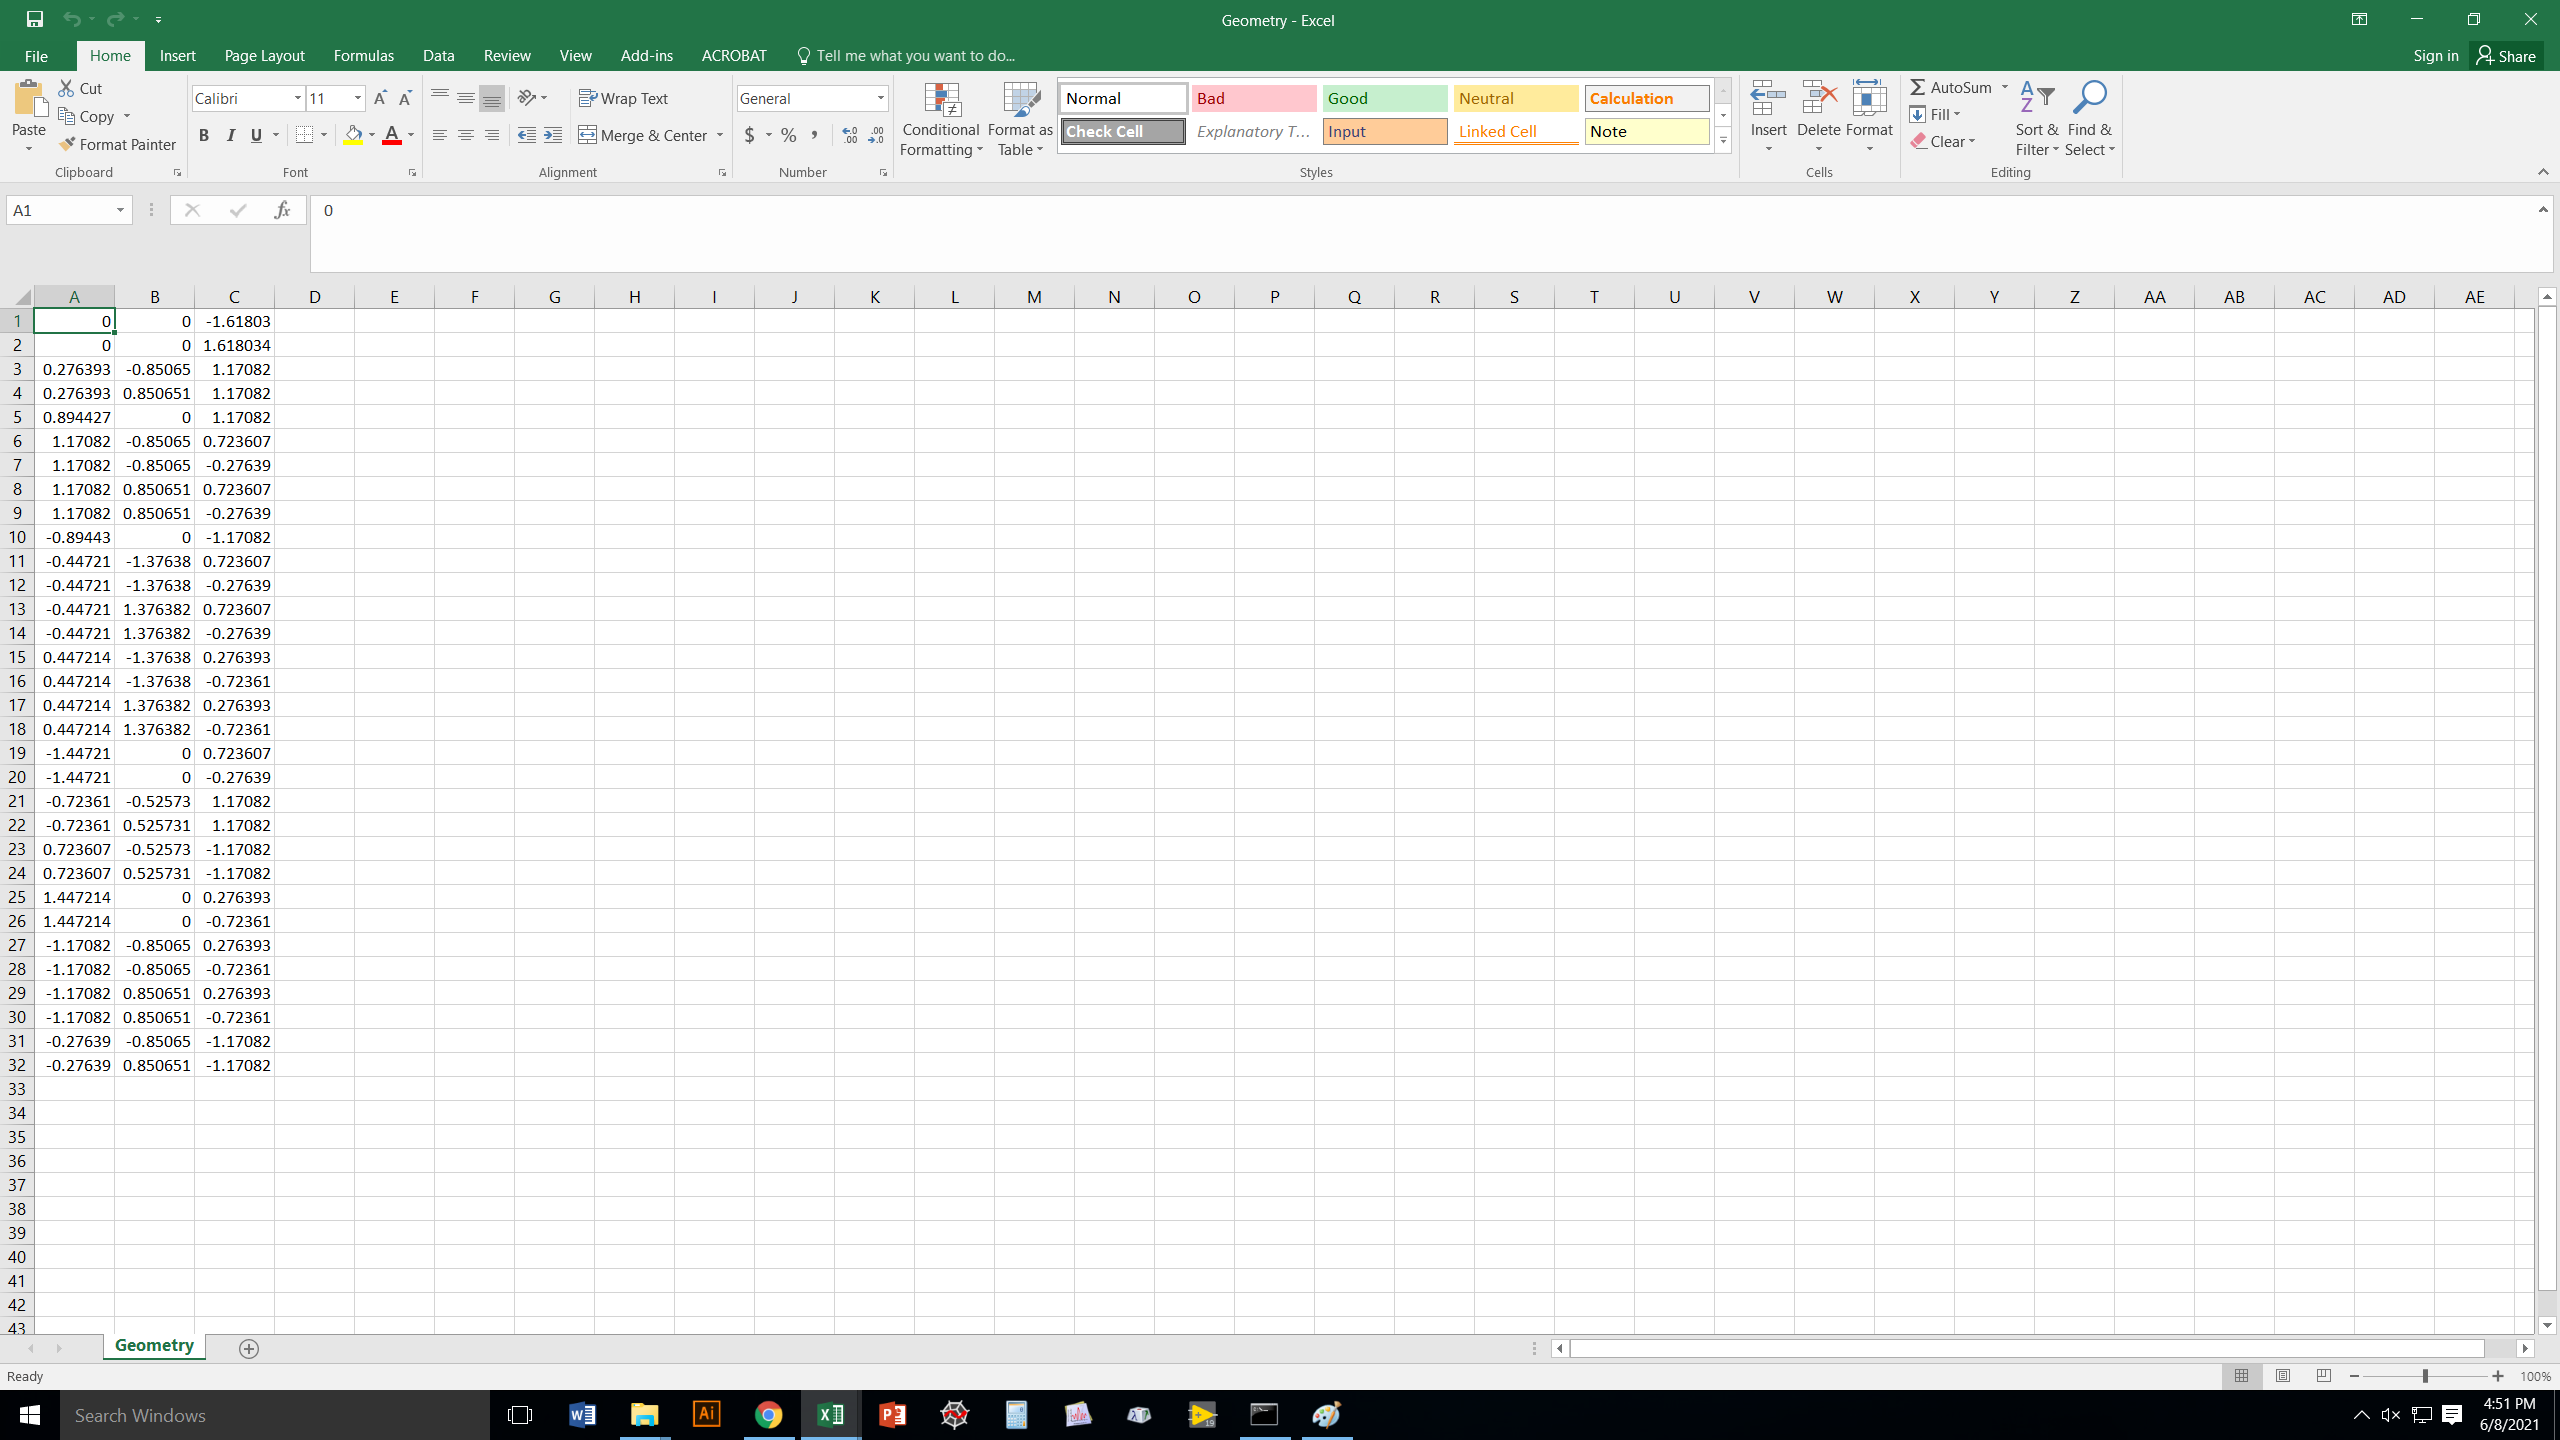 Geometry - Excel
File Home Insert Page Layout Formulas Data Review View Add-ins ACROBAT Tell me what you want to do... Sign in Share
Paste Cut Copy Format Painter Clipboard
Calibri 11 B I U Font
Wrap Text Merge & Center Alignment
General $ % , Number
Conditional Formatting Format as Table
Normal Bad Good Neutral Calculation
Check Cell Explanatory T... Input Linked Cell Note
Styles
Insert Delete Format Cells
AutoSum Fill Clear Sort & Filter Find & Select Editing
A1 fx 0
A B C D E F G H I J K L M N O P Q R S T U V W X Y Z AA AB AC AD AE
1 0 0 -1.61803
2 0 0 1.618034
3 0.276393 -0.85065 1.17082
4 0.276393 0.850651 1.17082
5 0.894427 0 1.17082
6 1.17082 -0.85065 0.723607
7 1.17082 -0.85065 -0.27639
8 1.17082 0.850651 0.723607
9 1.17082 0.850651 -0.27639
10 -0.89443 0 -1.17082
11 -0.44721 -1.37638 0.723607
12 -0.44721 -1.37638 -0.27639
13 -0.44721 1.376382 0.723607
14 -0.44721 1.376382 -0.27639
15 0.447214 -1.37638 0.276393
16 0.447214 -1.37638 -0.72361
17 0.447214 1.376382 0.276393
18 0.447214 1.376382 -0.72361
19 -1.44721 0 0.723607
20 -1.44721 0 -0.27639
21 -0.72361 -0.52573 1.17082
22 -0.72361 0.525731 1.17082
23 0.723607 -0.52573 -1.17082
24 0.723607 0.525731 -1.17082
25 1.447214 0 0.276393
26 1.447214 0 -0.72361
27 -1.17082 -0.85065 0.276393
28 -1.17082 -0.85065 -0.72361
29 -1.17082 0.850651 0.276393
30 -1.17082 0.850651 -0.72361
31 -0.27639 -0.85065 -1.17082
32 -0.27639 0.850651 -1.17082
33
34
35
36
37
38
39
40
41
42
43
Geometry
Ready 100%
Search Windows
4:51 PM
6/8/2021